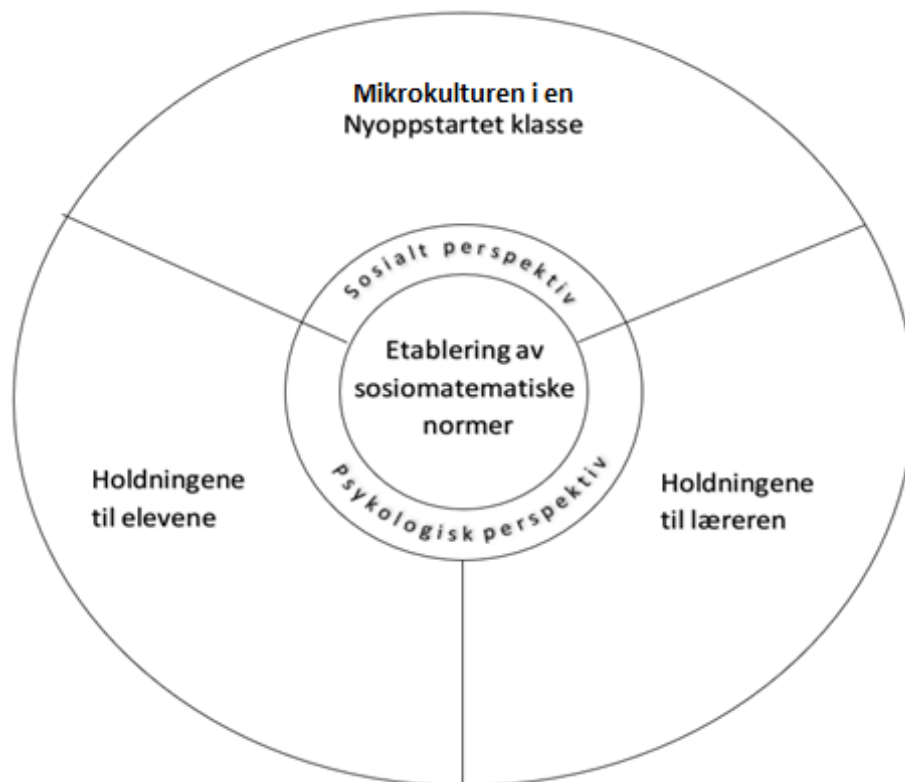 Mikrokulturen i en
Nyoppstartet klasse
Sosialt perspektiv
Etablering av
sosiomatematiske
normer
Psykologisk perspektiv
Holdningene
til elevene
Holdningene
til læreren